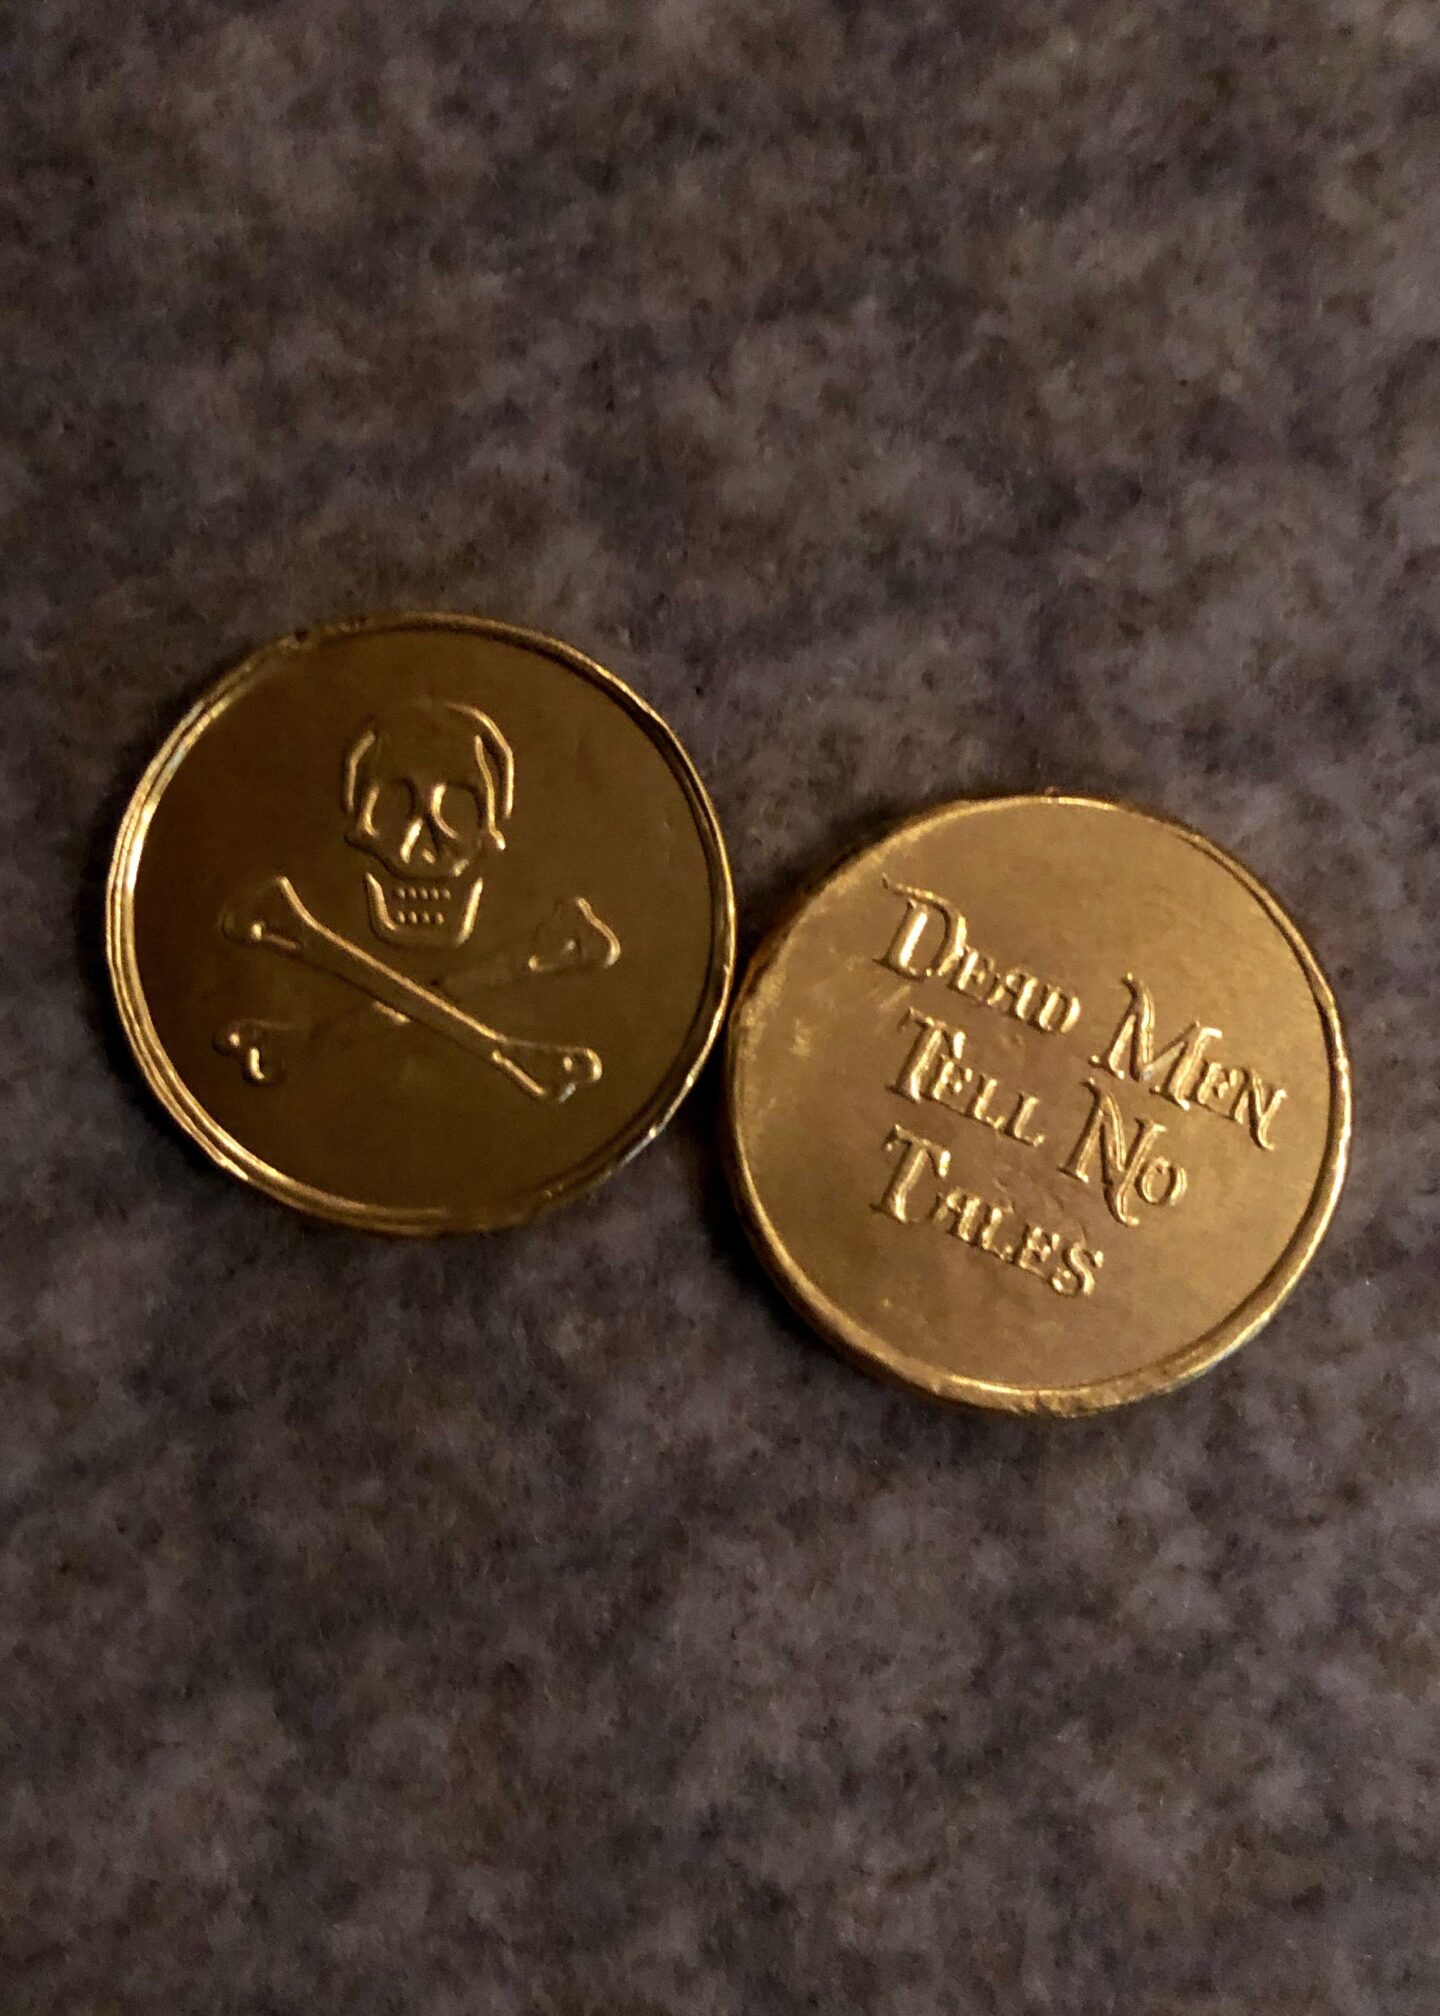 Dead Men
Tell No
Tales